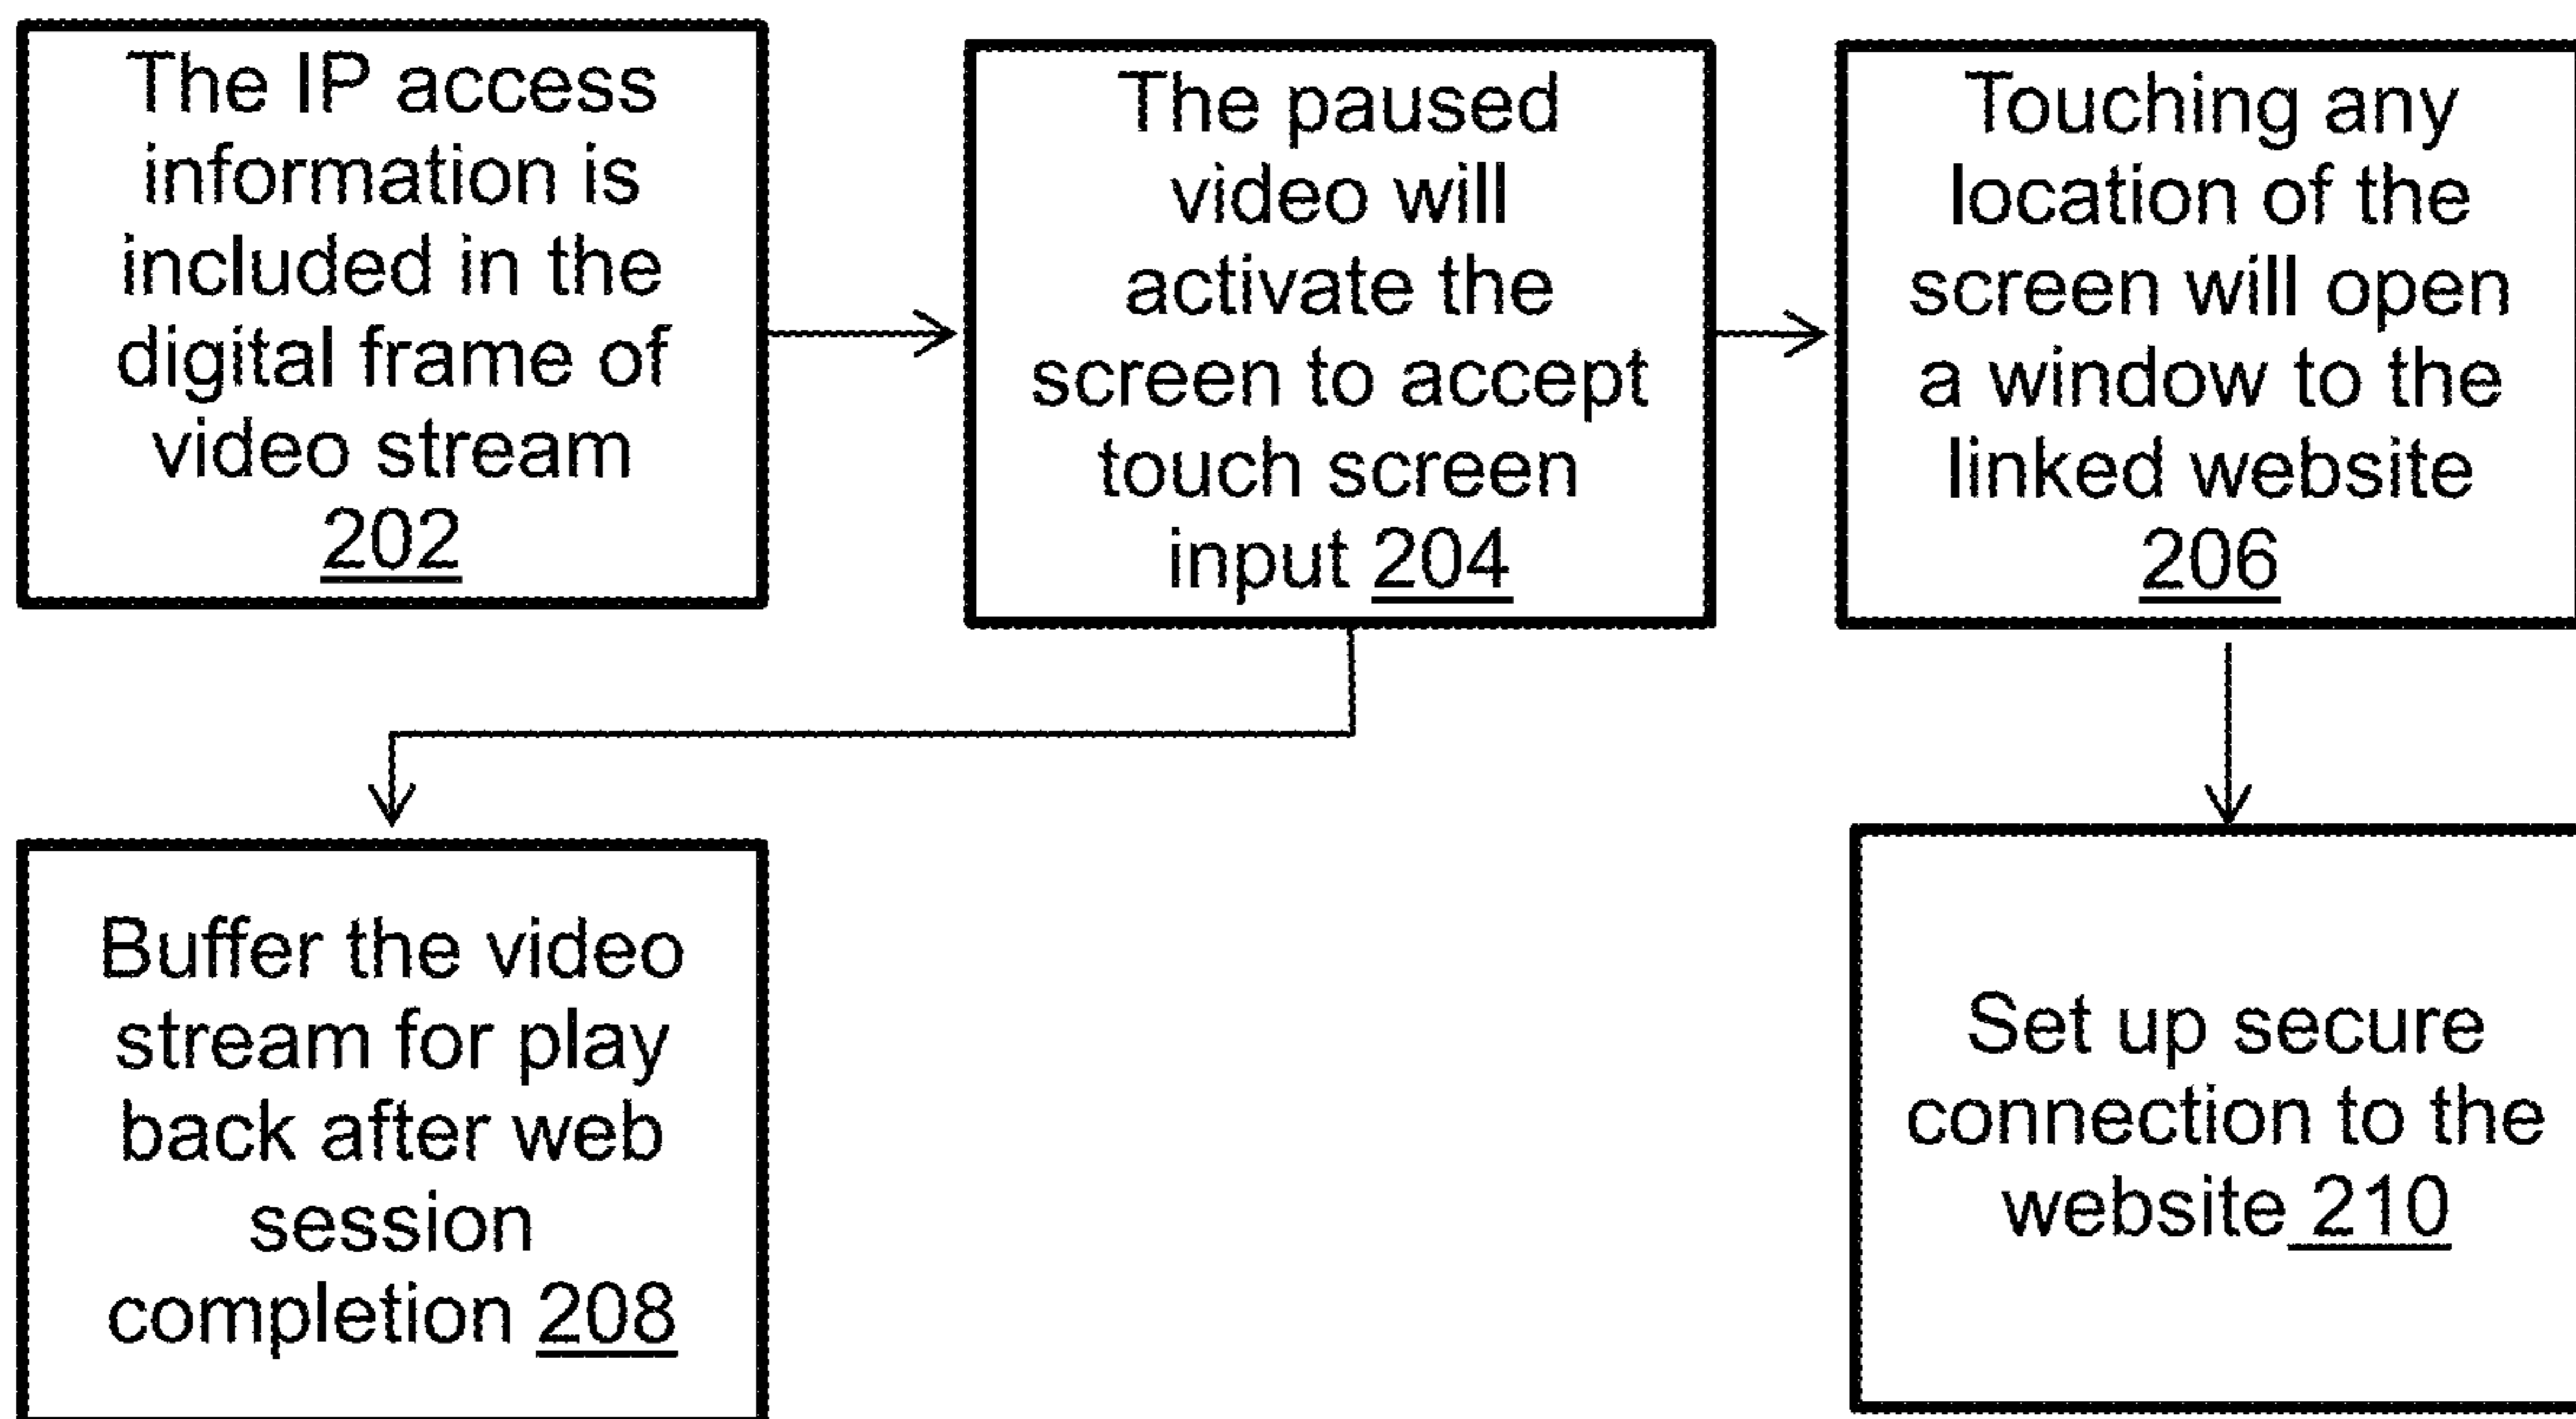 The IP access
information is
included in the
digital frame of
video stream
202
The paused
video will
activate the
screen to accept
touch screen
input 204
Touching any
location of the
screen will open
a window to the
linked website
206
Buffer the video
stream for play
back after web
session
completion 208
Set up secure
connection to the
website 210